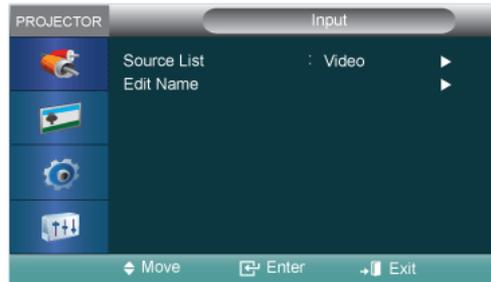 PROJECTOR Input
Source List : Video
Edit Name
Move Enter Exit